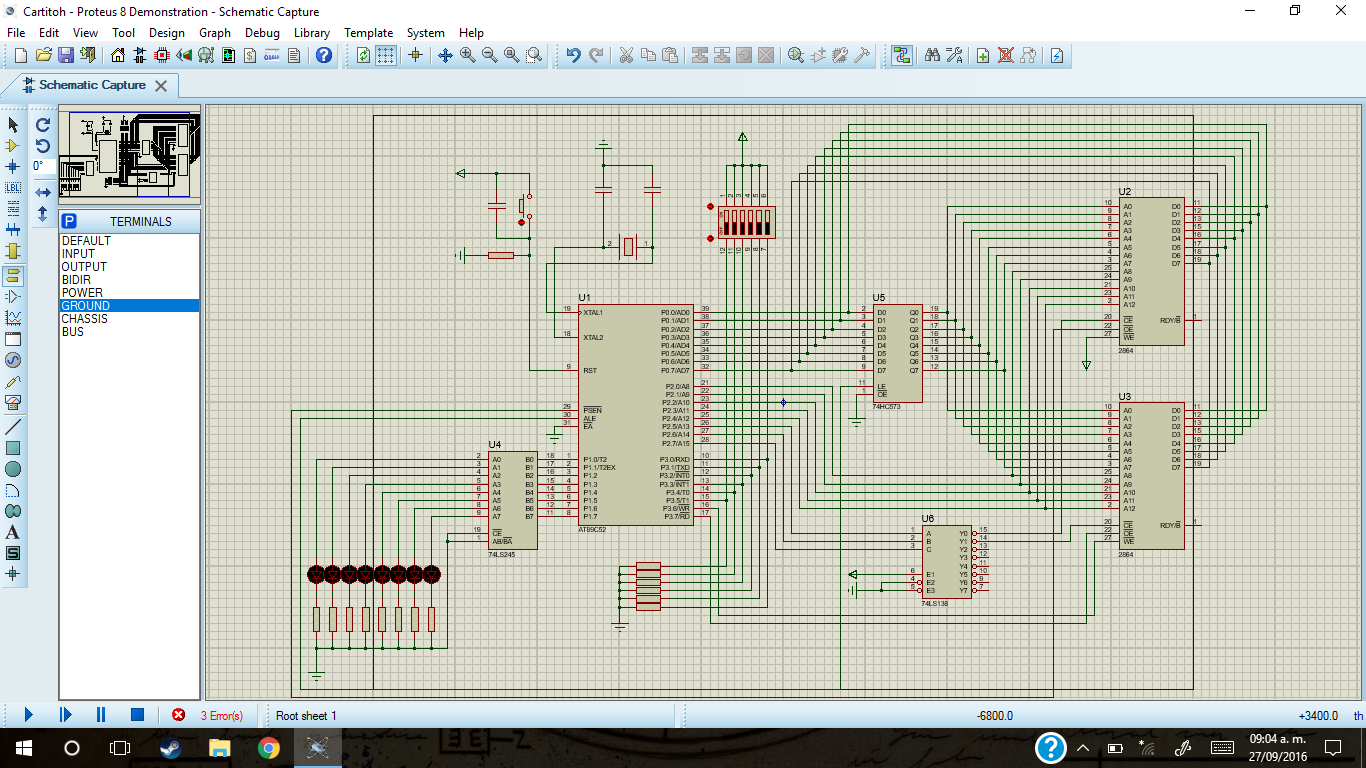 Cartitoh - Proteus 8 Demonstration - Schematic Capture
File Edit View Tool Design Graph Debug Library Template System Help
Schematic Capture
0°
LBL
P TERMINALS
DEFAULT
INPUT
OUTPUT
BIDIR
POWER
GROUND
CHASSIS
BUS
A
S
1 2 3 4 5 6
12 11 10 9 8 7
2 1
U1
19 XTAL1
18 XTAL2
9 RST
29 PSEN
30 ALE
31 EA
1 P1.0/T2
2 P1.1/T2EX
3 P1.2
4 P1.3
5 P1.4
6 P1.5
7 P1.6
8 P1.7
P0.0/AD0 39
P0.1/AD1 38
P0.2/AD2 37
P0.3/AD3 36
P0.4/AD4 35
P0.5/AD5 34
P0.6/AD6 33
P0.7/AD7 32
P2.0/A8 21
P2.1/A9 22
P2.2/A10 23
P2.3/A11 24
P2.4/A12 25
P2.5/A13 26
P2.6/A14 27
P2.7/A15 28
P3.0/RXD 10
P3.1/TXD 11
P3.2/INT0 12
P3.3/INT1 13
P3.4/T0 14
P3.5/T1 15
P3.6/WR 16
P3.7/RD 17
AT89C52
U4
2 A0 B0 18
3 A1 B1 17
4 A2 B2 16
5 A3 B3 15
6 A4 B4 14
7 A5 B5 13
8 A6 B6 12
9 A7 B7 11
19 CE
1 AB/BA
74LS245
U5
2 D0 Q0 19
3 D1 Q1 18
4 D2 Q2 17
5 D3 Q3 16
6 D4 Q4 15
7 D5 Q5 14
8 D6 Q6 13
9 D7 Q7 12
11 LE
1 OE
74HC573
U2
10 A0 D0 11
9 A1 D1 12
8 A2 D2 13
7 A3 D3 15
6 A4 D4 16
5 A5 D5 17
4 A6 D6 18
3 A7 D7 19
25 A8
24 A9
21 A10
23 A11
2 A12
20 CE RDY/B 1
22 OE
27 WE
2864
U3
10 A0 D0 11
9 A1 D1 12
8 A2 D2 13
7 A3 D3 15
6 A4 D4 16
5 A5 D5 17
4 A6 D6 18
3 A7 D7 19
25 A8
24 A9
21 A10
23 A11
2 A12
20 CE RDY/B 1
22 OE
27 WE
2864
U6
1 A Y0 15
2 B Y1 14
3 C Y2 13
Y3 12
Y4 11
6 E1 Y5 10
4 E2 Y6 9
5 E3 Y7 7
74LS138
3 Error(s) Root sheet 1 -6800.0 +3400.0 th
09:04 a. m.
27/09/2016